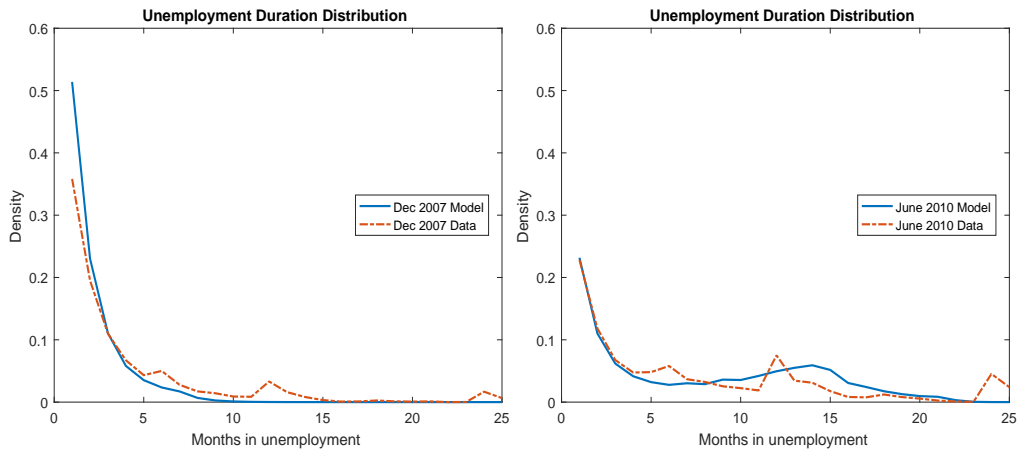 Unemployment Duration Distribution
0.6
0.5
0.4
0.3
0.2
0.1
0
Density
0
5
10
15
20
25
Months in unemployment
Dec 2007 Model
Dec 2007 Data
Unemployment Duration Distribution
0.6
0.5
0.4
0.3
0.2
0.1
0
Density
0
5
10
15
20
25
Months in unemployment
June 2010 Model
June 2010 Data